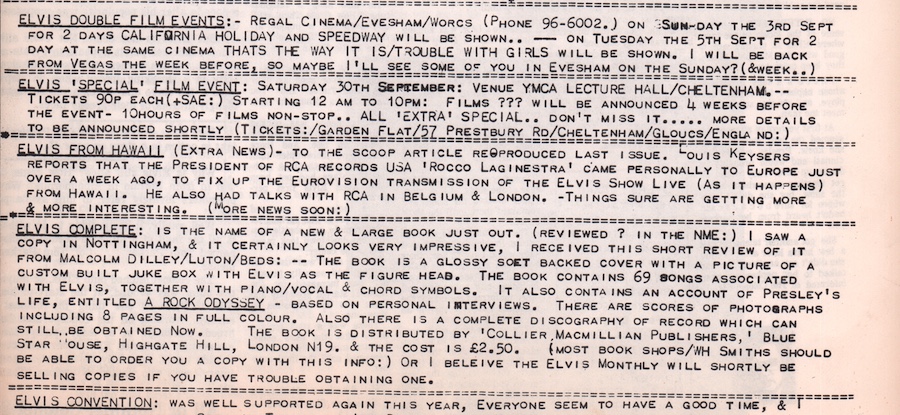 ELVIS DOUBLE FILM EVENTS:- REGAL CINEMA/EVESHAM/WORCS (PHONE 96-6002.) ON SUN-DAY THE 3RD SEPT
FOR 2 DAYS CALIFORNIA HOLIDAY AND SPEEDWAY WILL BE SHOWN.. — ON TUESDAY THE 5TH SEPT FOR 2
DAY AT THE SAME CINEMA THATS THE WAY IT IS/TROUBLE WITH GIRLS WILL BE SHOWN. I WILL BE BACK
FROM VEGAS THE WEEK BEFORE, SO MAYBE I'LL SEE SOME OF YOU IN EVESHAM ON THE SUNDAY?(&WEEK..)
ELVIS 'SPECIAL' FILM EVENT: SATURDAY 30TH SEPTEMBER: VENUE YMCA LECTURE HALL/CHELTENHAM.--
TICKETS 90P EACH(+SAE:) STARTING 12 AM TO 10PM: FILMS ??? WILL BE ANNOUNCED 4 WEEKS BEFORE
THE EVENT- 10HOURS OF FILMS NON-STOP.. ALL 'EXTRA' SPECIAL.. DON'T MISS IT..... MORE DETAILS
TO BE ANNOUNCED SHORTLY (TICKETS:/GARDEN FLAT/57 PRESTBURY RD/CHELTENHAM/GLOUCS/ENGLA ND:)
ELVIS FROM HAWAII (EXTRA NEWS)- TO THE SCOOP ARTICLE REPRODUCED LAST ISSUE. LOUIS KEYSERS
REPORTS THAT THE PRESIDENT OF RCA RECORDS USA 'ROCCO LAGINESTRA' CAME PERSONALLY TO EUROPE JUST
OVER A WEEK AGO, TO FIX UP THE EUROVISION TRANSMISSION OF THE ELVIS SHOW LIVE (AS IT HAPPENS)
FROM HAWAII. HE ALSO HAD TALKS WITH RCA IN BELGIUM & LONDON. -THINGS SURE ARE GETTING MORE
& MORE INTERESTING. (MORE NEWS SOON:)
ELVIS COMPLETE: IS THE NAME OF A NEW & LARGE BOOK JUST OUT. (REVIEWED ? IN THE NME:) I SAW A
COPY IN NOTTINGHAM, & IT CERTAINLY LOOKS VERY IMPRESSIVE, I RECEIVED THIS SHORT REVIEW OF IT
FROM MALCOLM DILLEY/LUTON/BEDS: -- THE BOOK IS A GLOSSY SOFT BACKED COVER WITH A PICTURE OF A
CUSTOM BUILT JUKE BOX WITH ELVIS AS THE FIGURE HEAD. THE BOOK CONTAINS 69 SONGS ASSOCIATED
WITH ELVIS, TOGETHER WITH PIANO/VOCAL & CHORD SYMBOLS. IT ALSO CONTAINS AN ACCOUNT OF PRESLEY'S
LIFE, ENTITLED A ROCK ODYSSEY - BASED ON PERSONAL INTERVIEWS. THERE ARE SCORES OF PHOTOGRAPHS
INCLUDING 8 PAGES IN FULL COLOUR. ALSO THERE IS A COMPLETE DISCOGRAPHY OF RECORD WHICH CAN
STILL,.BE OBTAINED NOW. THE BOOK IS DISTRIBUTED BY 'COLLIER,MACMILLIAN PUBLISHERS,' BLUE
STAR 'OUSE, HIGHGATE HILL, LONDON N19. & THE COST IS £2.50. (MOST BOOK SHOPS/WH SMITHS SHOULD
BE ABLE TO ORDER YOU A COPY WITH THIS INFO:) OR I BELEIVE THE ELVIS MONTHLY WILL SHORTLY BE
SELLING COPIES IF YOU HAVE TROUBLE OBTAINING ONE.
ELVIS CONVENTION: WAS WELL SUPPORTED AGAIN THIS YEAR, EVERYONE SEEM TO HAVE A GOOD TIME, & I